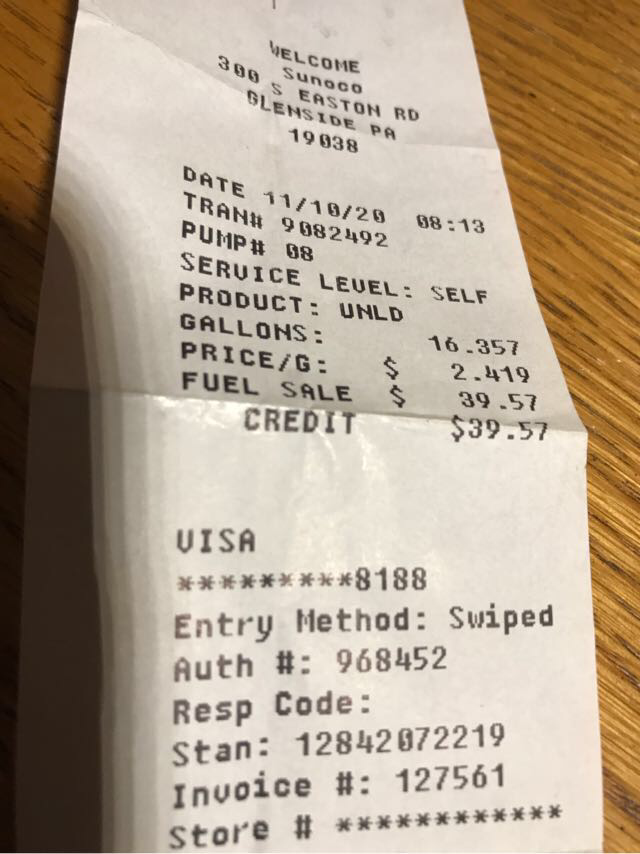 WELCOME
Sunoco
300 S EASTON RD
GLENSIDE PA
19038
DATE 11/10/20 08:13
TRAN# 9082492
PUMP# 08
SERVICE LEVEL: SELF
PRODUCT: UNLD
GALLONS: 16.357
PRICE/G: $ 2.419
FUEL SALE $ 39.57
CREDIT $39.57
VISA
*********8188
Entry Method: Swiped
Auth #: 968452
Resp Code:
Stan: 12842072219
Invoice #: 127561
Store # ************